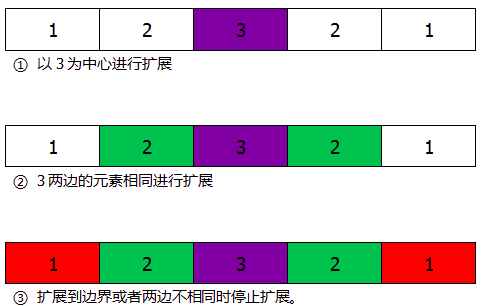 1 2 3 2 1
① 以3为中心进行扩展
1 2 3 2 1
② 3两边的元素相同进行扩展
1 2 3 2 1
③ 扩展到边界或者两边不相同时停止扩展。